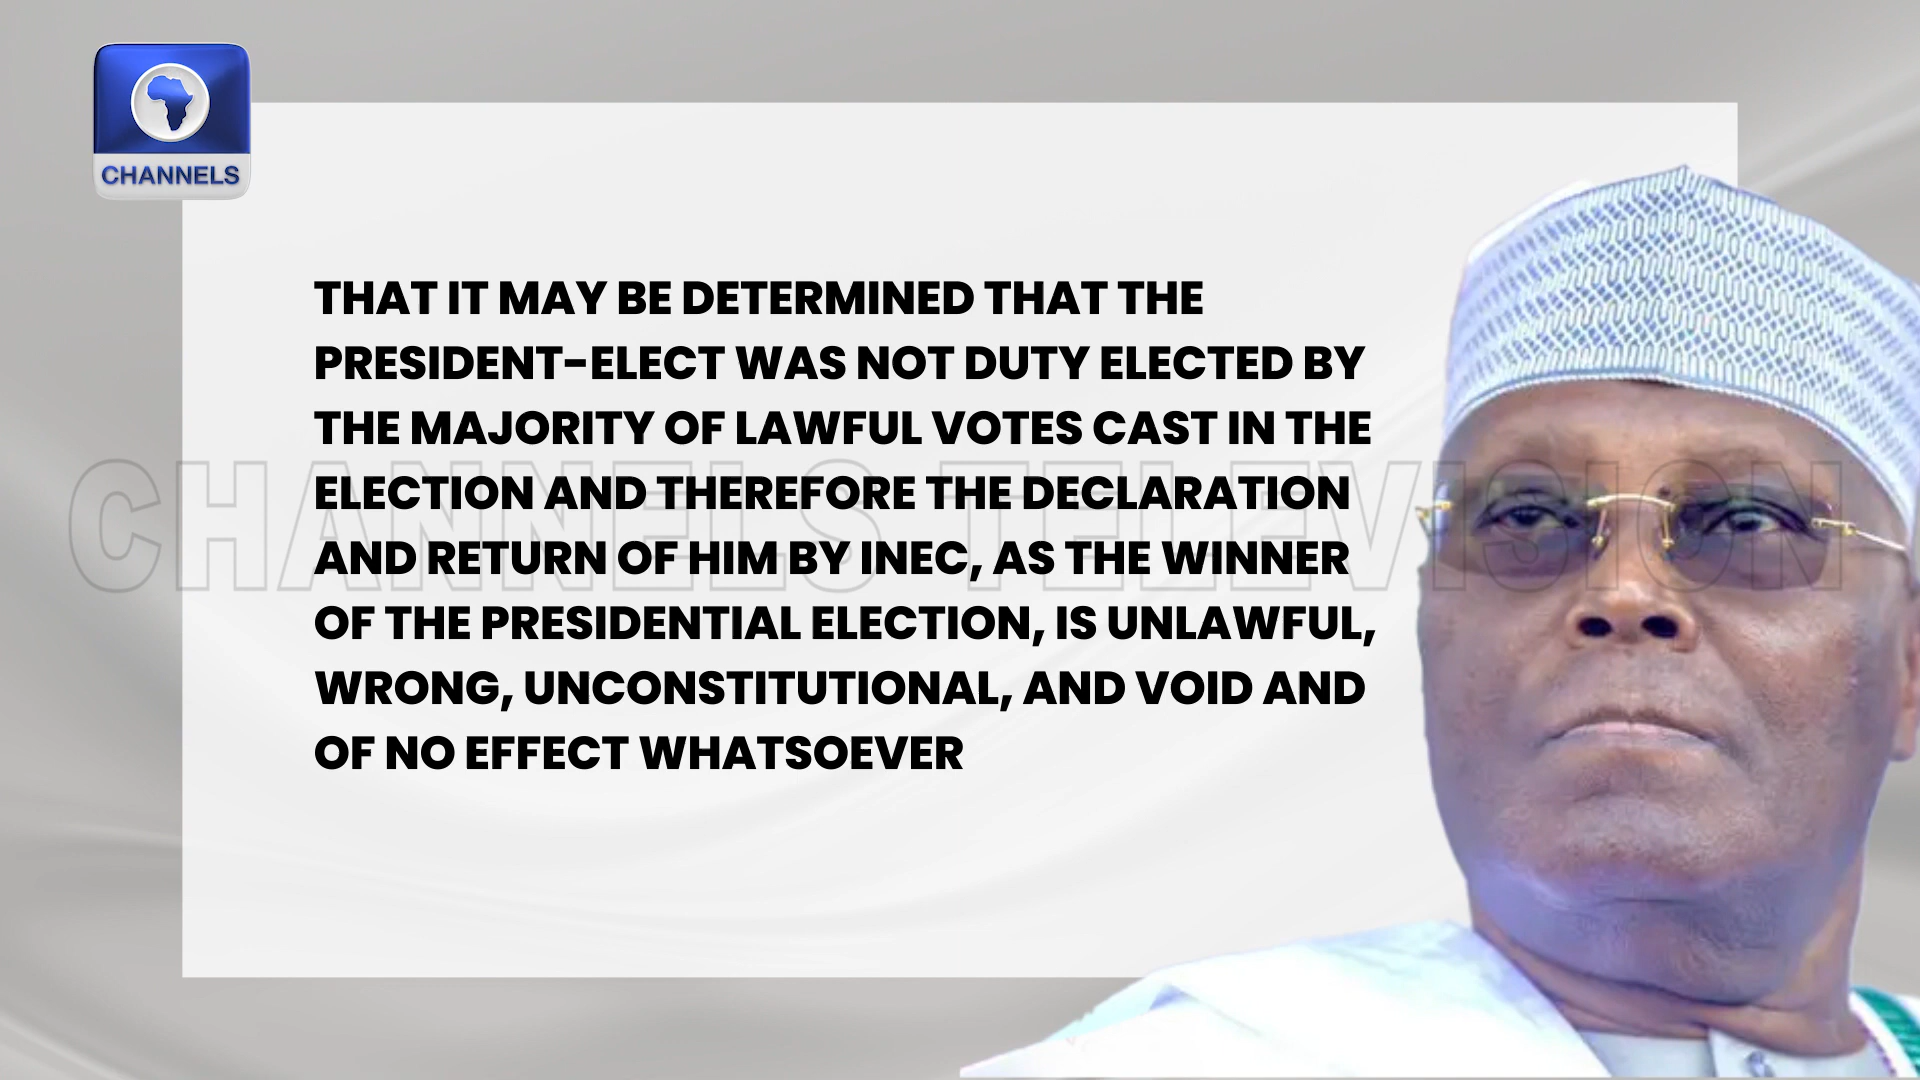 CHANNELS
THAT IT MAY BE DETERMINED THAT THE
PRESIDENT-ELECT WAS NOT DUTY ELECTED BY
THE MAJORITY OF LAWFUL VOTES CAST IN THE
ELECTION AND THEREFORE THE DECLARATION
AND RETURN OF HIM BY INEC, AS THE WINNER
OF THE PRESIDENTIAL ELECTION, IS UNLAWFUL,
WRONG, UNCONSTITUTIONAL, AND VOID AND
OF NO EFFECT WHATSOEVER
CHANNELS TELEVISION